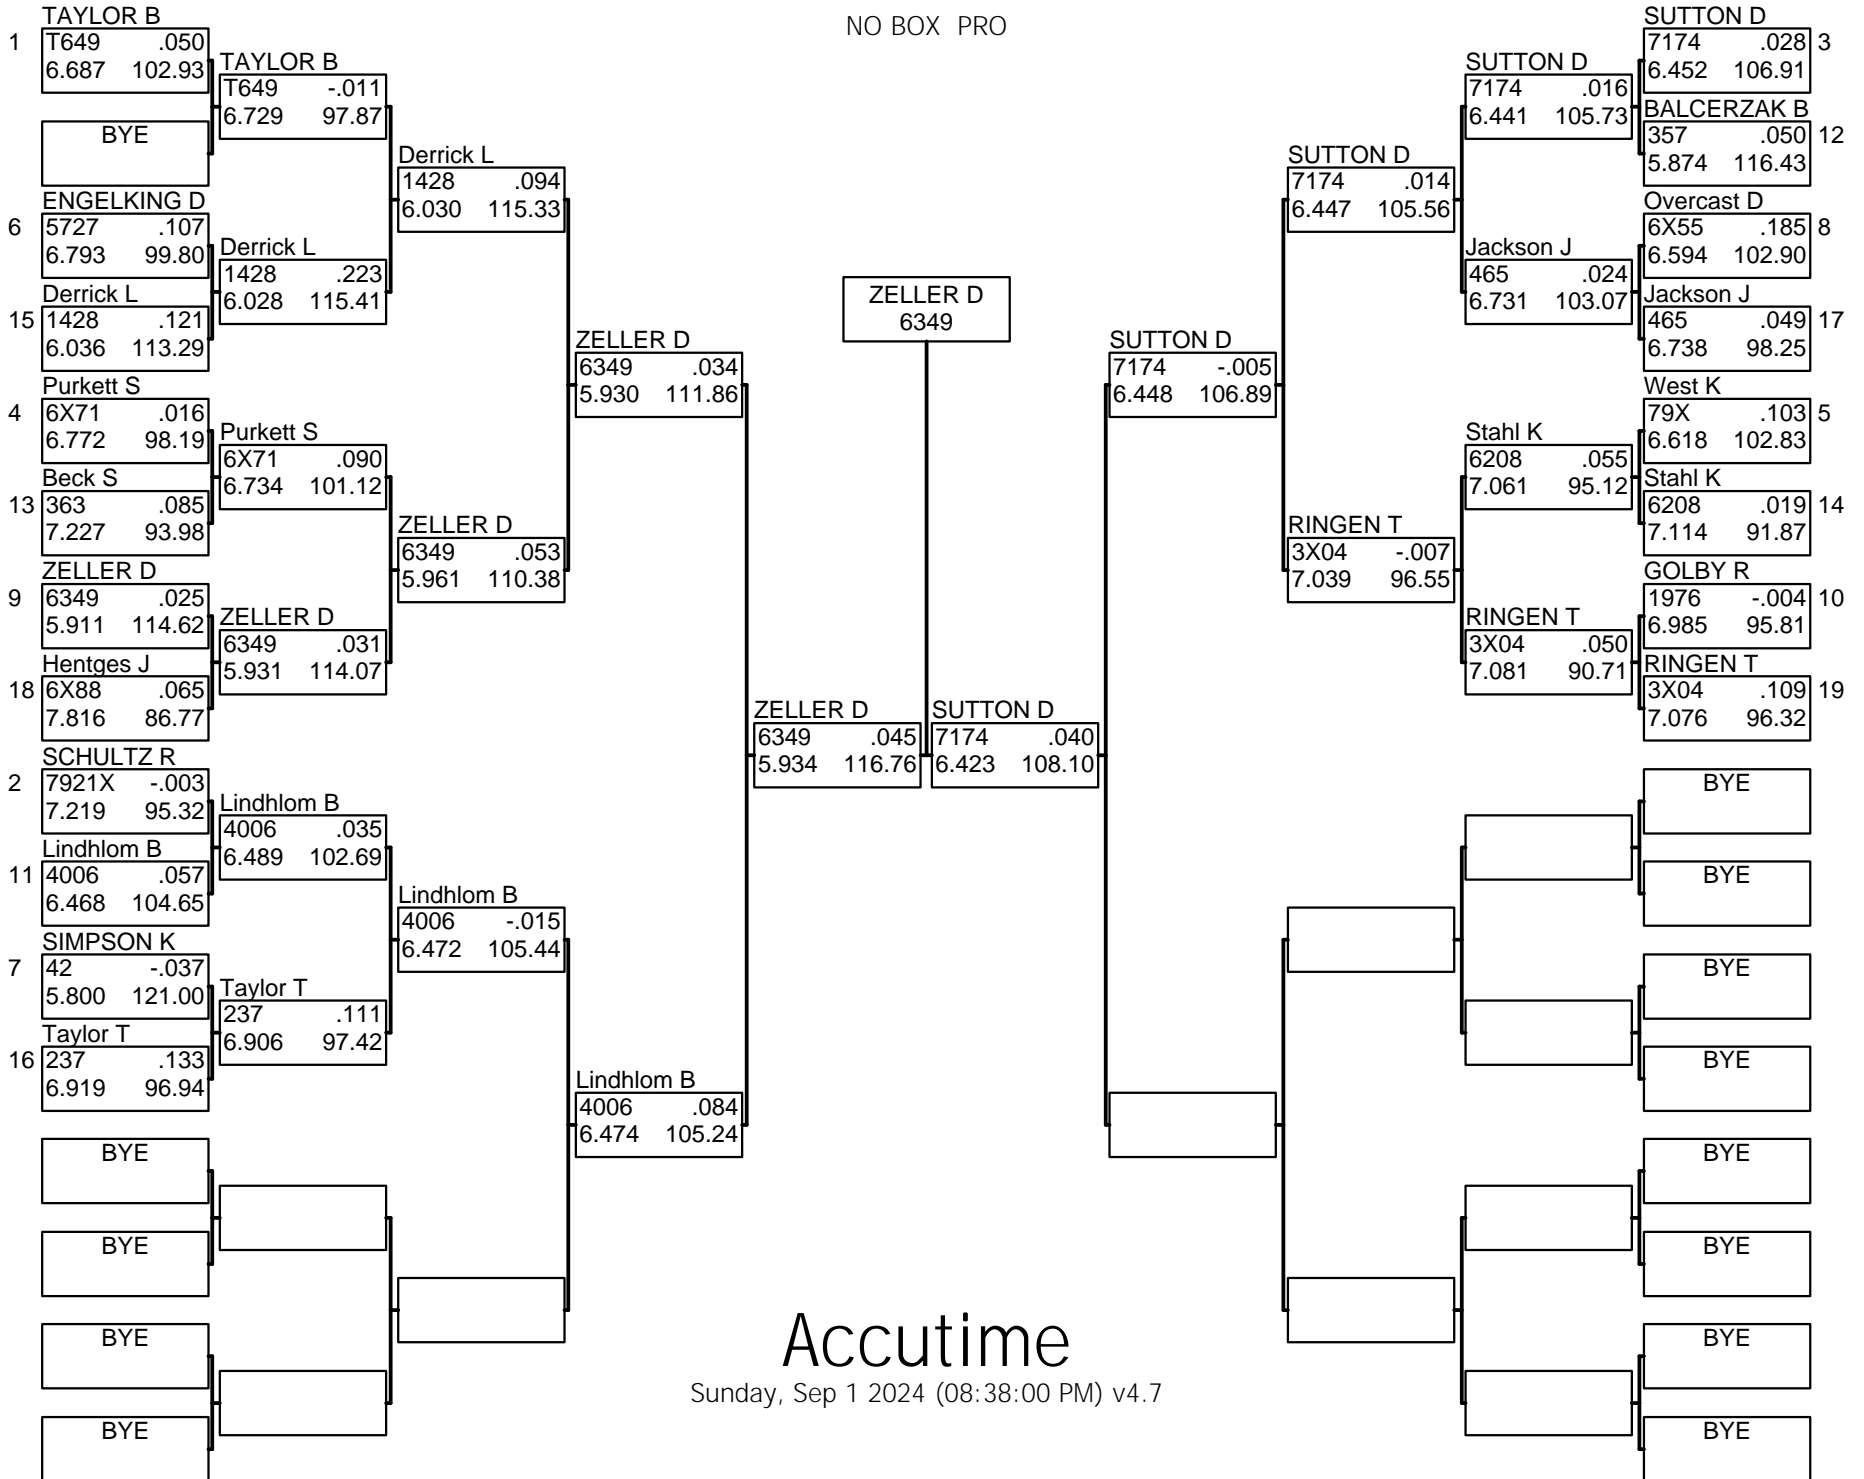 NO BOX PRO
TAYLOR B
1
T649 .050
6.687 102.93
BYE
ENGELKING D
6
5727 .107
6.793 99.80
Derrick L
15
1428 .121
6.036 113.29
Purkett S
4
6X71 .016
6.772 98.19
Beck S
13
363 .085
7.227 93.98
ZELLER D
9
6349 .025
5.911 114.62
Hentges J
18
6X88 .065
7.816 86.77
SCHULTZ R
2
7921X -.003
7.219 95.32
Lindhlom B
11
4006 .057
6.468 104.65
SIMPSON K
7
42 -.037
5.800 121.00
Taylor T
16
237 .133
6.919 96.94
BYE
BYE
BYE
BYE
TAYLOR B
T649 -.011
6.729 97.87
Derrick L
1428 .223
6.028 115.41
Purkett S
6X71 .090
6.734 101.12
ZELLER D
6349 .031
5.931 114.07
Lindhlom B
4006 .035
6.489 102.69
Taylor T
237 .111
6.906 97.42
Derrick L
1428 .094
6.030 115.33
ZELLER D
6349 .053
5.961 110.38
Lindhlom B
4006 -.015
6.472 105.44
ZELLER D
6349 .034
5.930 111.86
Lindhlom B
4006 .084
6.474 105.24
ZELLER D
6349 .045
5.934 116.76
ZELLER D
6349
SUTTON D
7174 .040
6.423 108.10
SUTTON D
7174 -.005
6.448 106.89
SUTTON D
7174 .014
6.447 105.56
RINGEN T
3X04 -.007
7.039 96.55
SUTTON D
7174 .016
6.441 105.73
Jackson J
465 .024
6.731 103.07
Stahl K
6208 .055
7.061 95.12
RINGEN T
3X04 .050
7.081 90.71
SUTTON D
7174 .028
3
6.452 106.91
BALCERZAK B
357 .050
12
5.874 116.43
Overcast D
6X55 .185
8
6.594 102.90
Jackson J
465 .049
17
6.738 98.25
West K
79X .103
5
6.618 102.83
Stahl K
6208 .019
14
7.114 91.87
GOLBY R
1976 -.004
10
6.985 95.81
RINGEN T
3X04 .109
19
7.076 96.32
BYE
BYE
BYE
BYE
BYE
BYE
BYE
BYE
Accutime
Sunday, Sep 1 2024 (08:38:00 PM) v4.7